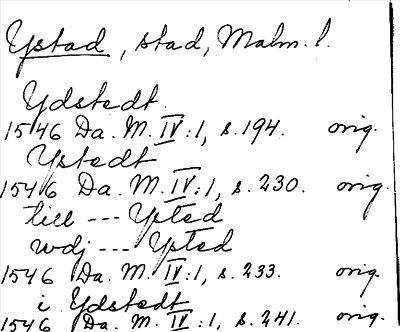 Ystad, stad, Malm. l.
Ydstedt.
1546 Da. M. IV:1, s. 194. orig.
Ystedt
1546 Da. M. IV:1, s. 230. orig.
till --- Ysted
wdj --- Ysted
1546 Da. M. IV:1, s. 233. orig.
i Ydstedt
1546 Da. M. IV:1, s. 241. orig.